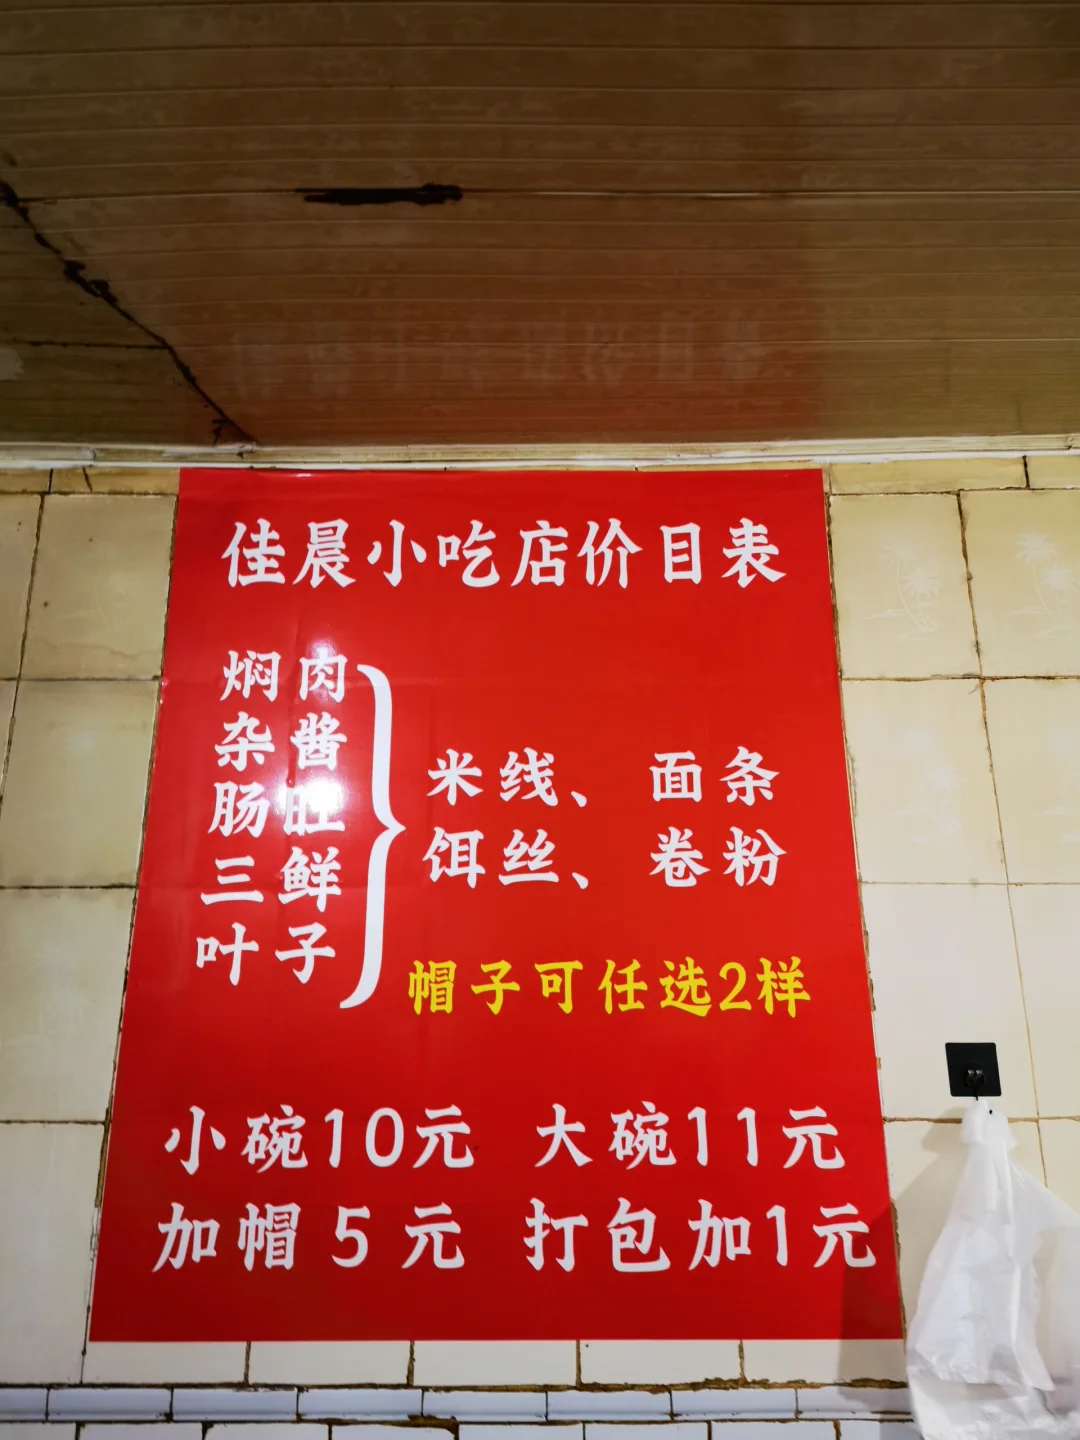 佳晨小吃店价目表
焖肉
杂酱
肠旺
三鲜
叶子
米线、 面条
饵丝、 卷粉
帽子可任选2样
小碗10元 大碗11元
加帽5元 打包加1元